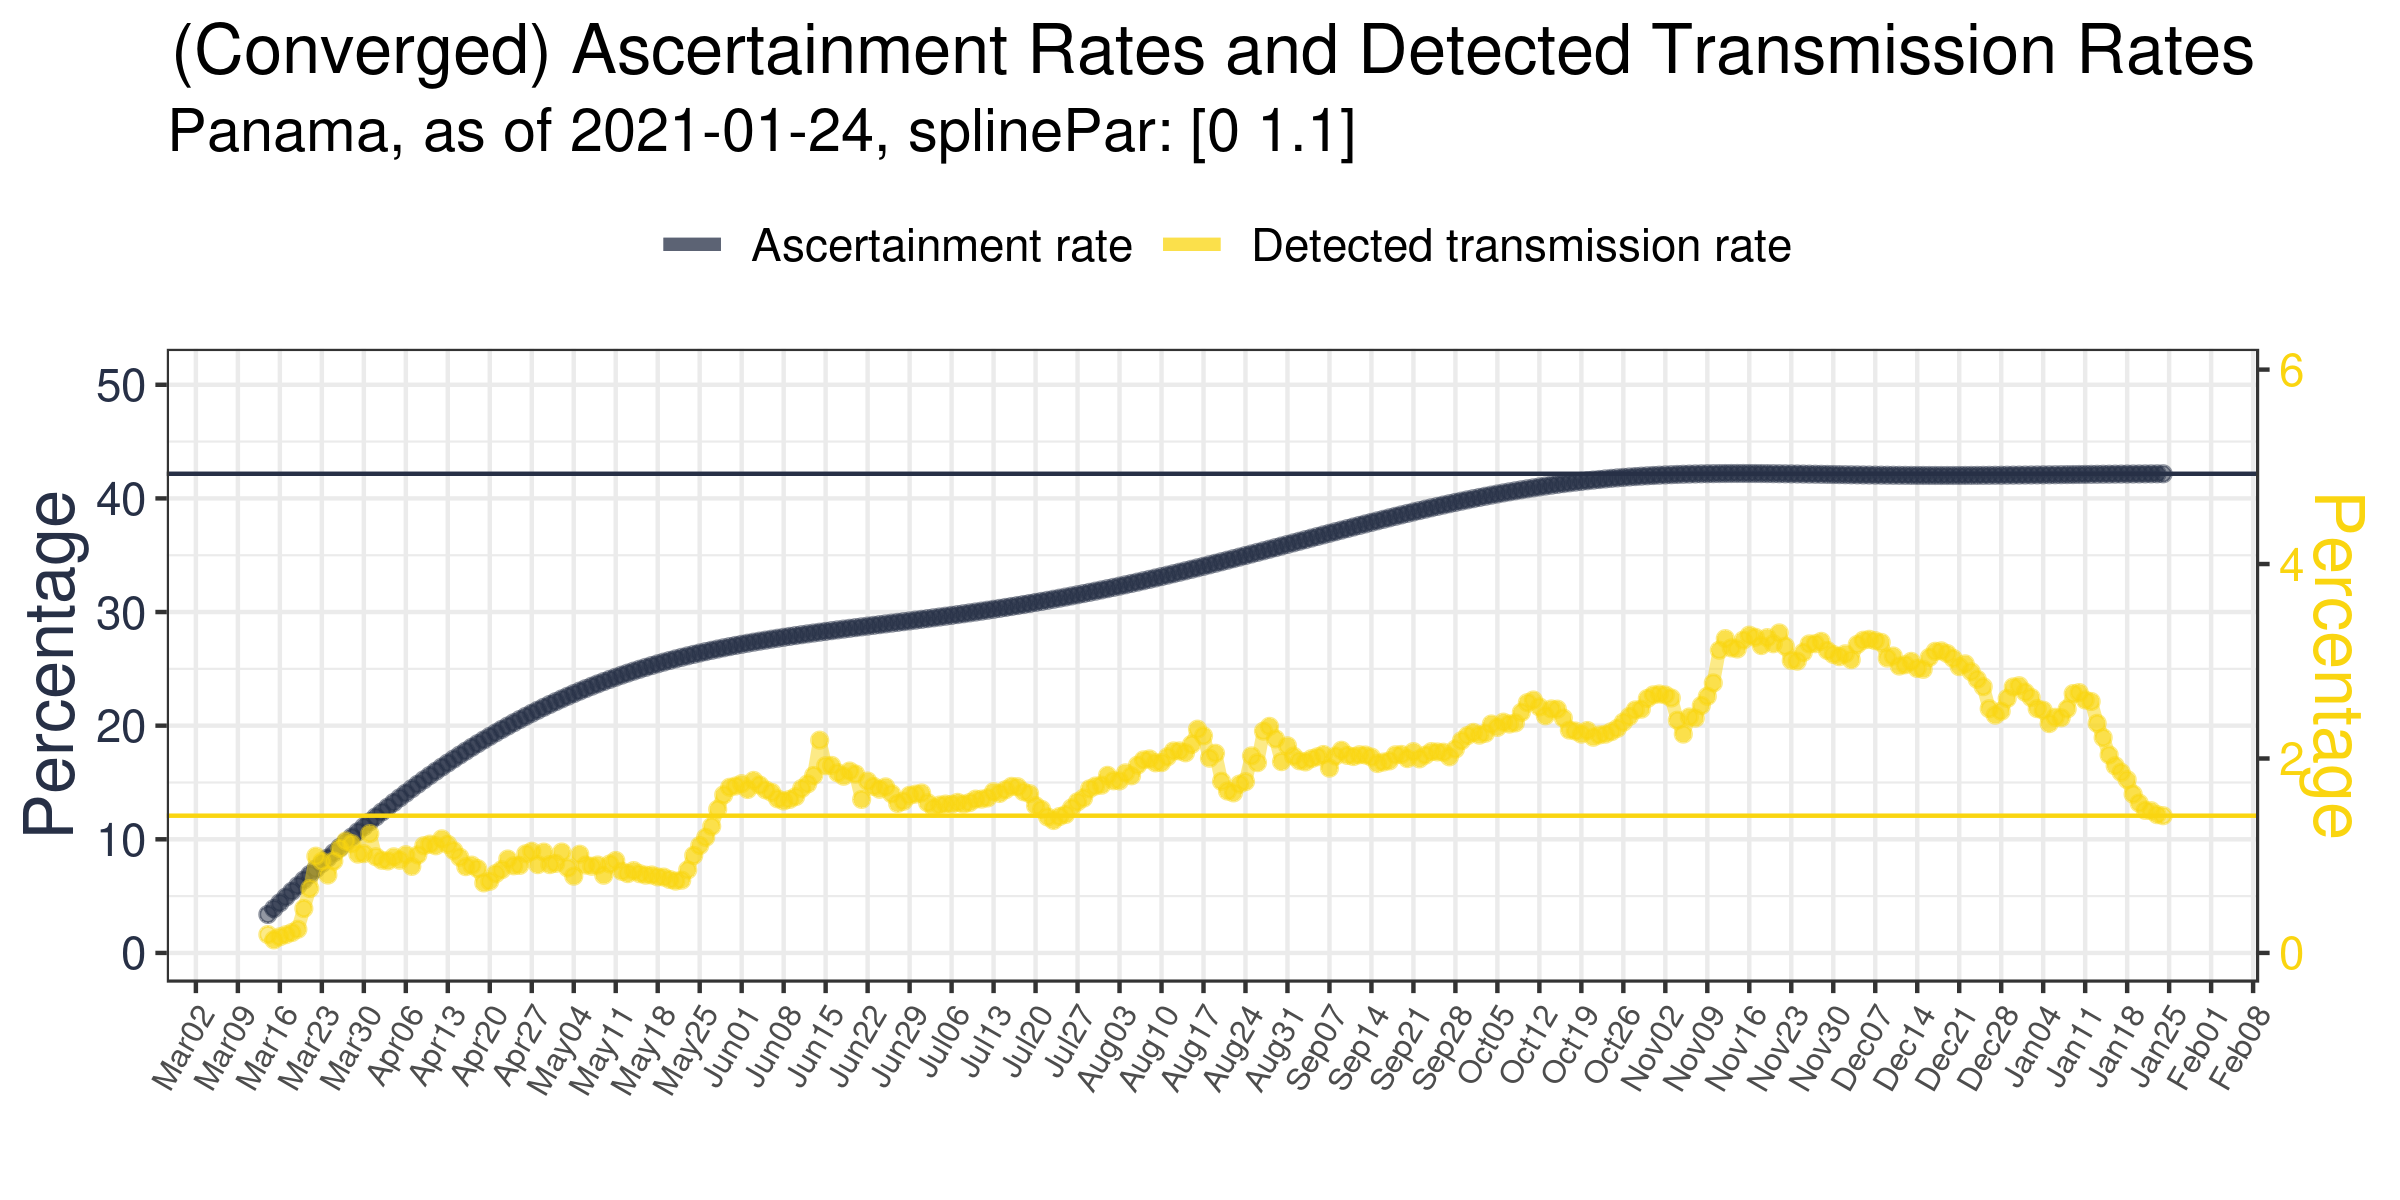 (Converged) Ascertainment Rates and Detected Transmission Rates
Panama, as of 2021-01-24, splinePar: [0 1.1]
Ascertainment rate Detected transmission rate
Percentage
50
40
30
20
10
0
6
4
2
0
Percentage
Mar02 Mar09 Mar16 Mar23 Mar30 Apr06 Apr13 Apr20 Apr27 May04 May11 May18 May25 Jun01 Jun08 Jun15 Jun22 Jun29 Jul06 Jul13 Jul20 Jul27 Aug03 Aug10 Aug17 Aug24 Aug31 Sep07 Sep14 Sep21 Sep28 Oct05 Oct12 Oct19 Oct26 Nov02 Nov09 Nov16 Nov23 Nov30 Dec07 Dec14 Dec21 Dec28 Jan04 Jan11 Jan18 Jan25 Feb01 Feb08